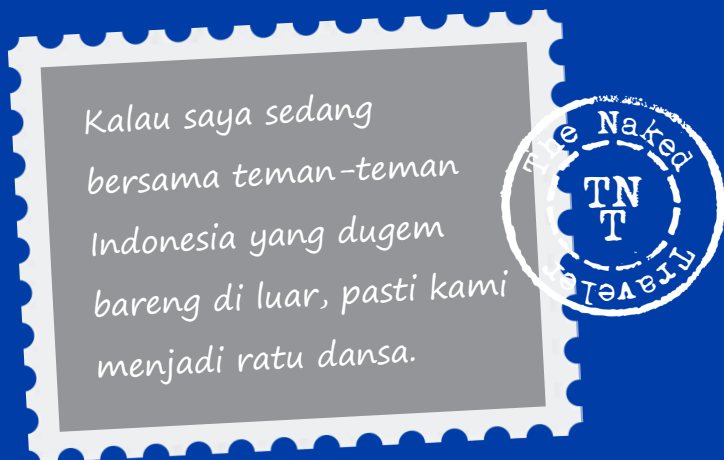 Kalau saya sedang
bersama teman-teman
Indonesia yang dugem
bareng di luar, pasti kami
menjadi ratu dansa.
The Naked
TN
T
Traveler